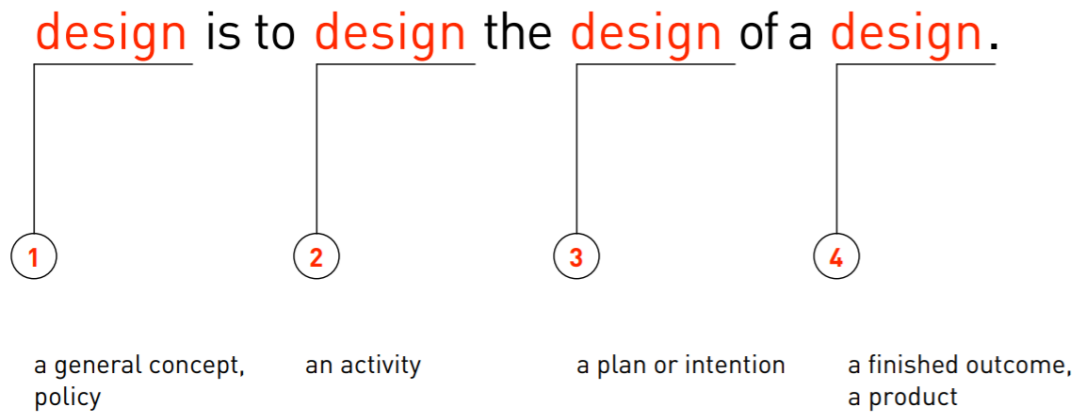 design is to design the design of a design.
1
2
3
4
a general concept,
policy
an activity
a plan or intention
a finished outcome,
a product